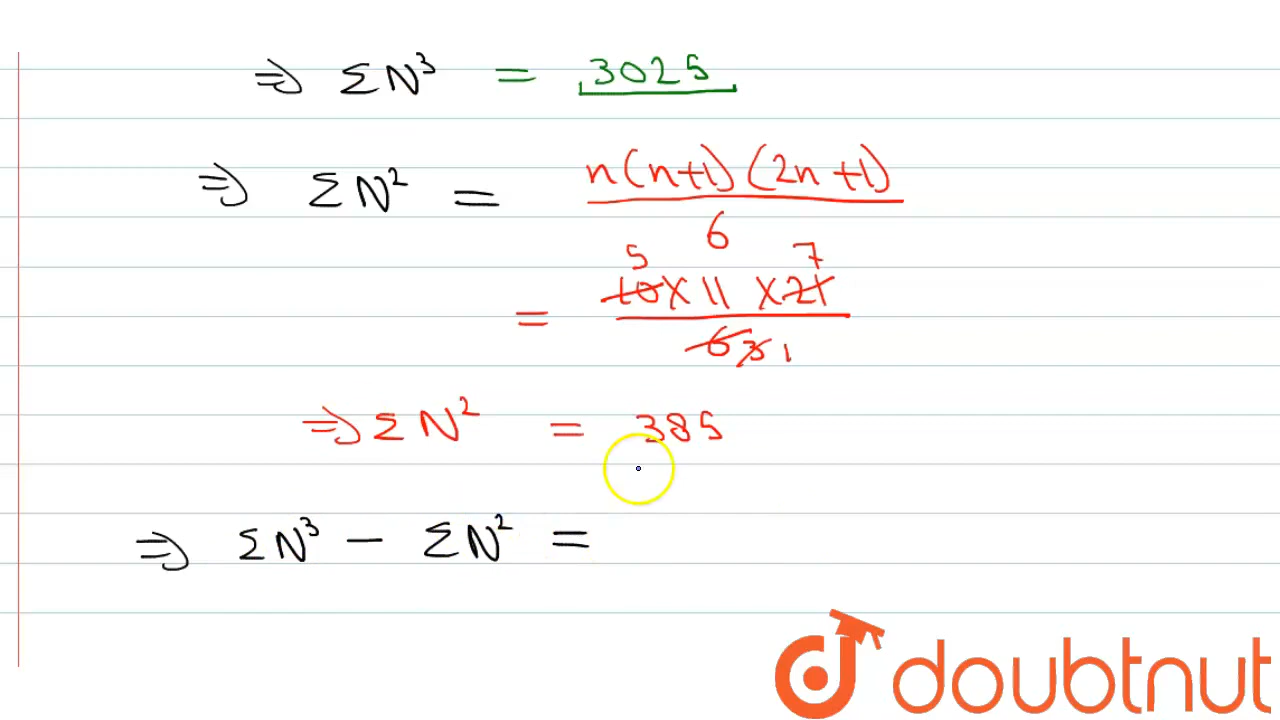 ⇒ ΣN³ = 3025
⇒ ΣN² = n(n+1)(2n+1)
6
5 7
= 10 × 11 × 21
6 3 1
⇒ ΣN² = 385
⇒ ΣN³ - ΣN² =
doubtnut